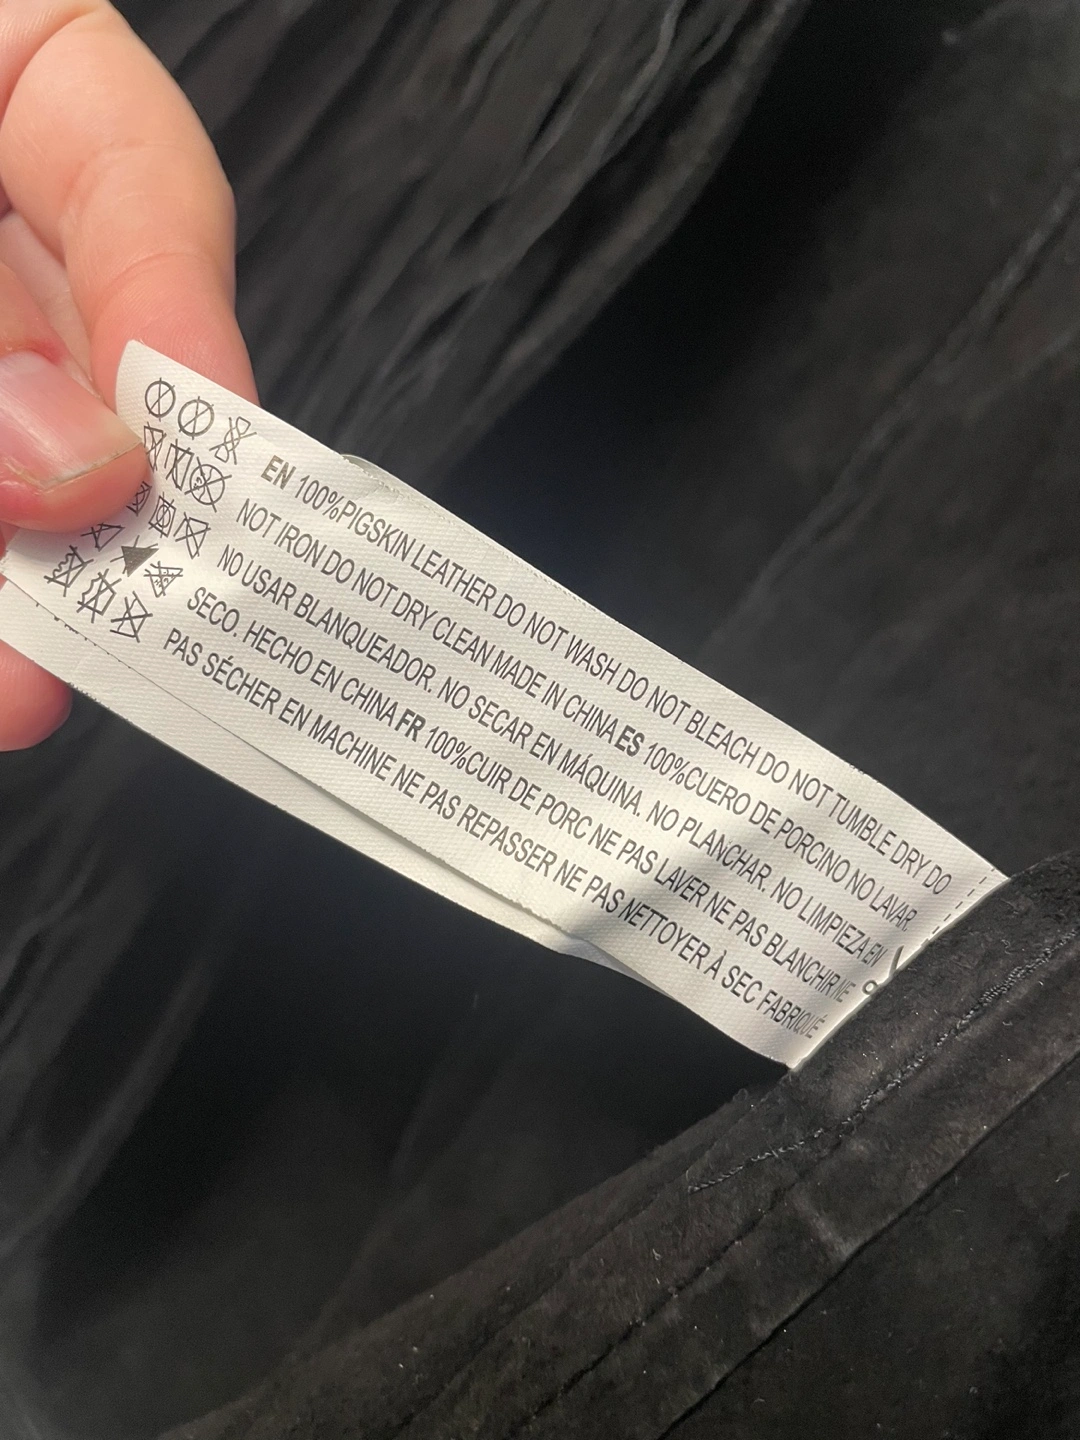 EN 100%PIGSKIN LEATHER DO NOT WASH DO NOT BLEACH DO NOT TUMBLE DRY DO
NOT IRON DO NOT DRY CLEAN MADE IN CHINA ES 100%CUERO DE PORCINO NO LAVAR.
NO USAR BLANQUEADOR. NO SECAR EN MÁQUINA. NO PLANCHAR. NO LIMPIEZA EN
SECO. HECHO EN CHINA FR 100%CUIR DE PORC NE PAS LAVER NE PAS BLANCHIR NE
PAS SÉCHER EN MACHINE NE PAS REPASSER NE PAS NETTOYER À SEC FABRIQUÉ